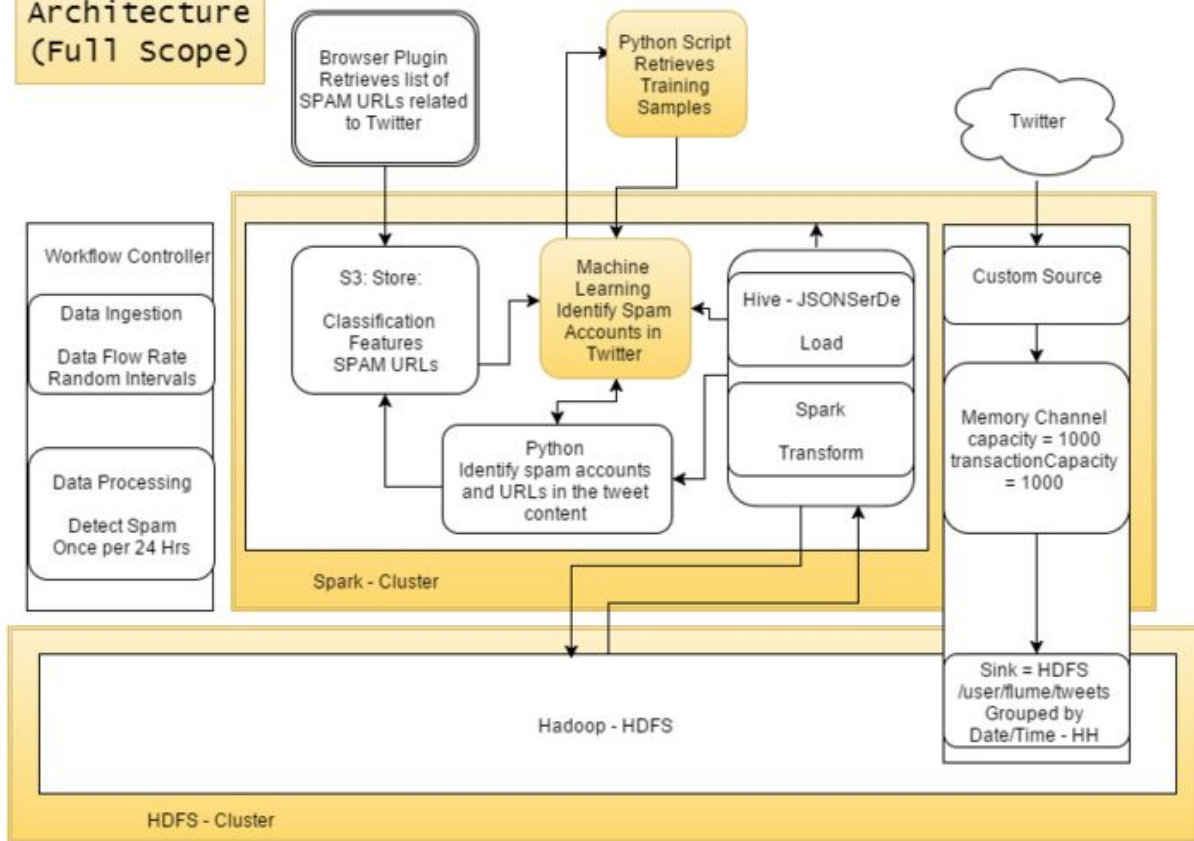 Architecture
(Full Scope)
Browser Plugin
Retrieves list of
SPAM URLs related
to Twitter
Python Script
Retrieves
Training
Samples
Twitter
Workflow Controller
Data Ingestion
Data Flow Rate
Random Intervals
Data Processing
Detect Spam
Once per 24 Hrs
S3: Store:
Classification
Features
SPAM URLs
Machine
Learning
Identify Spam
Accounts in
Twitter
Python
Identify spam accounts
and URLs in the tweet
content
Hive - JSONSerDe
Load
Spark
Transform
Custom Source
Memory Channel
capacity = 1000
transactionCapacity
= 1000
Spark - Cluster
Sink = HDFS
/user/flume/tweets
Grouped by
Date/Time - HH
Hadoop - HDFS
HDFS - Cluster